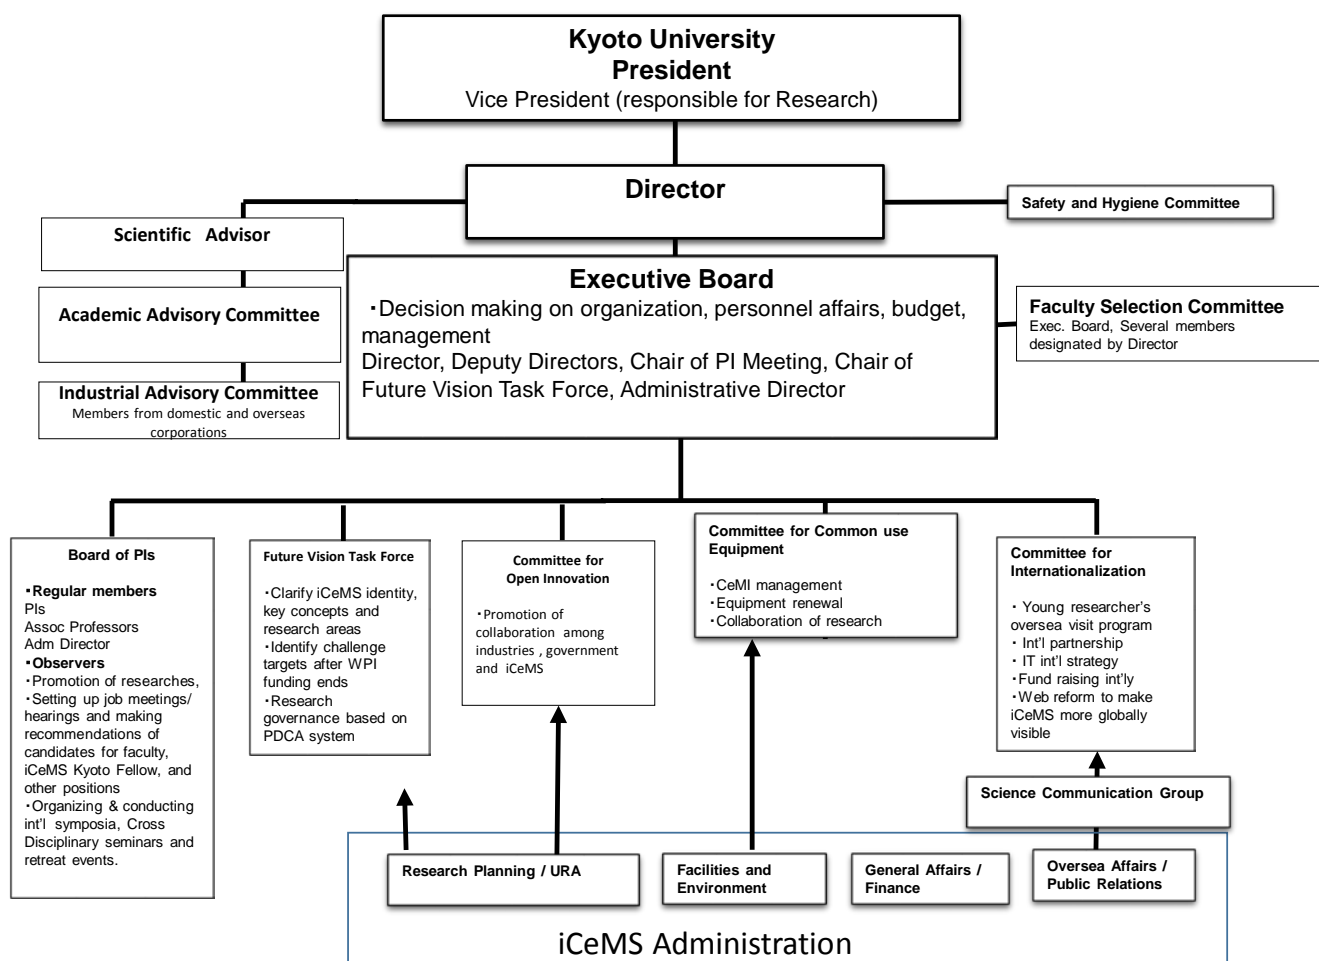 Kyoto University
President
Vice President (responsible for Research)
Director
Safety and Hygiene Committee
Scientific Advisor
Academic Advisory Committee
Industrial Advisory Committee
Members from domestic and overseas
corporations
Executive Board
・Decision making on organization, personnel affairs, budget,
management
Director, Deputy Directors, Chair of PI Meeting, Chair of
Future Vision Task Force, Administrative Director
Faculty Selection Committee
Exec. Board, Several members
designated by Director
Board of PIs
・Regular members
PIs
Assoc Professors
Adm Director
・Observers
・Promotion of researches,
・Setting up job meetings/
hearings and making
recommendations of
candidates for faculty,
iCeMS Kyoto Fellow, and
other positions
・Organizing & conducting
int'l symposia, Cross
Disciplinary seminars and
retreat events.
Future Vision Task Force
・Clarify iCeMS identity,
key concepts and
research areas
・Identify challenge
targets after WPI
funding ends
・Research
governance based on
PDCA system
Committee for
Open Innovation
・Promotion of
collaboration among
industries , government
and iCeMS
Committee for Common use
Equipment
・CeMI management
・Equipment renewal
・Collaboration of research
Committee for
Internationalization
・ Young researcher's
oversea visit program
・ Int'l partnership
・ IT int'l strategy
・ Fund raising int'ly
・Web reform to make
iCeMS more globally
visible
Science Communication Group
Research Planning / URA
Facilities and
Environment
General Affairs /
Finance
Oversea Affairs /
Public Relations
iCeMS Administration